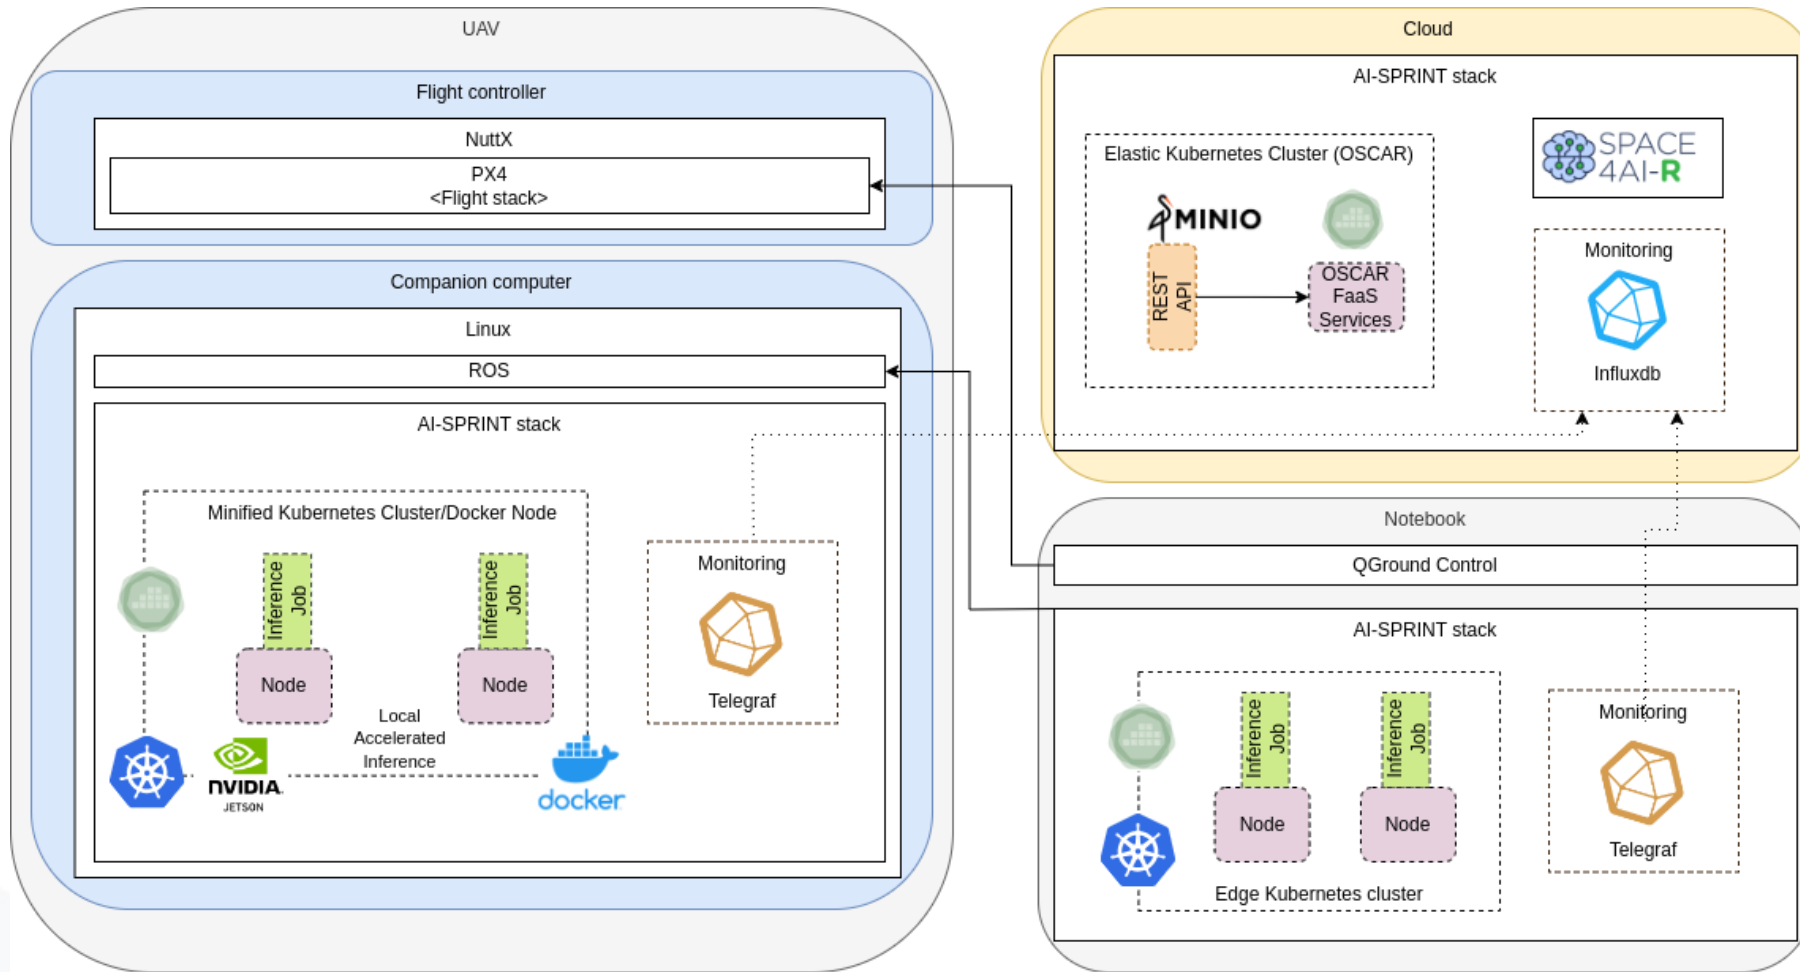 UAV
Flight controller
NuttX
PX4
<Flight stack>
Companion computer
Linux
ROS
AI-SPRINT stack
Minified Kubernetes Cluster/Docker Node
Inference
Job
Inference
Job
Node
Node
Local
Accelerated
Inference
NVIDIA.
JETSON
docker
Monitoring
Telegraf
Cloud
AI-SPRINT stack
Elastic Kubernetes Cluster (OSCAR)
MINIO
REST
API
OSCAR
FaaS
Services
SPACE
4AI-R
Monitoring
Influxdb
Notebook
QGround Control
AI-SPRINT stack
Inference
Job
Inference
Job
Node
Node
Edge Kubernetes cluster
Monitoring
Telegraf